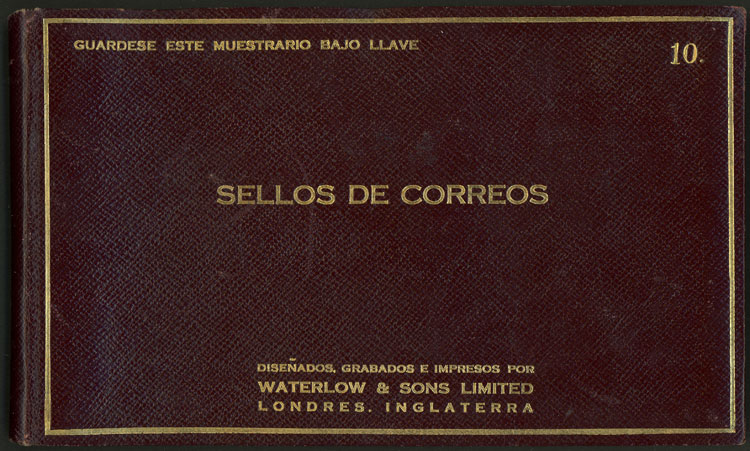 GUARDESE ESTE MUESTRARIO BAJO LLAVE
10.
SELLOS DE CORREOS
DISEÑADOS, GRABADOS E IMPRESOS POR
WATERLOW & SONS LIMITED
LONDRES, INGLATERRA